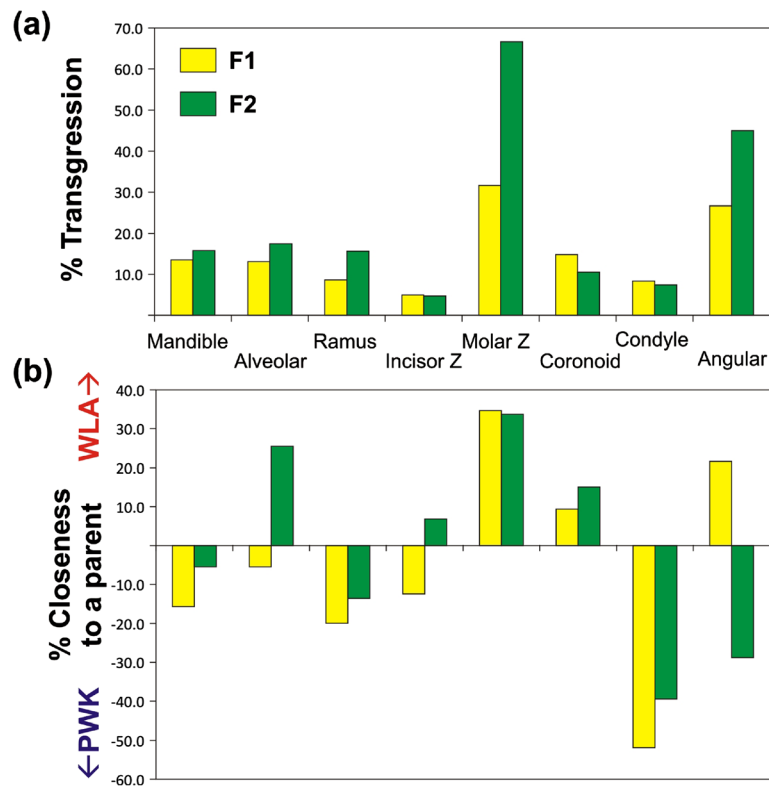 (a)
% Transgression
70.0
60.0
50.0
40.0
30.0
20.0
10.0
F1
F2
Mandible
Alveolar
Ramus
Incisor Z
Molar Z
Coronoid
Condyle
Angular
(b)
% Closeness
to a parent
WLA→
←PWK
40.0
30.0
20.0
10.0
-10.0
-20.0
-30.0
-40.0
-50.0
-60.0